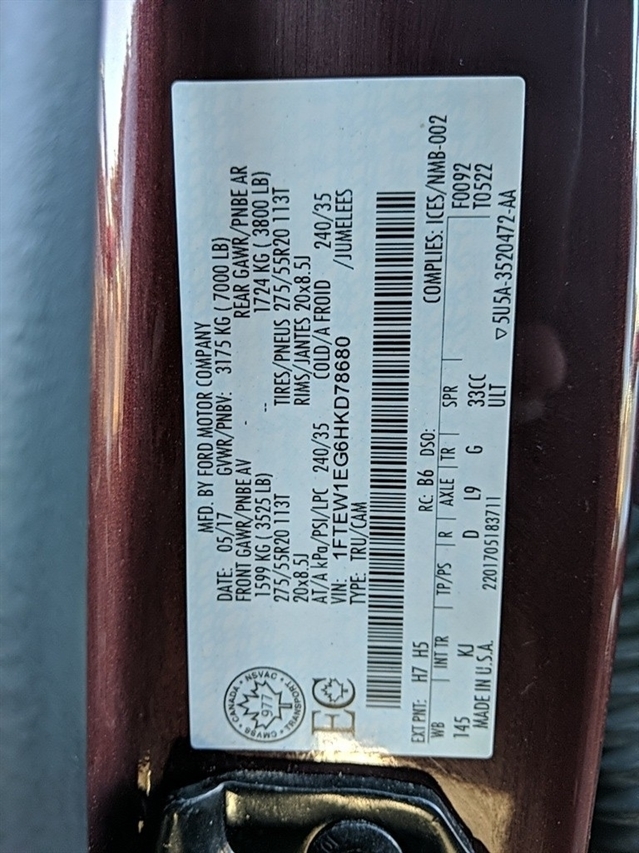 MFD. BY FORD MOTOR COMPANY
DATE: 05/17 GVWR/PNBV: 3175 KG ( 7000 LB)
FRONT GAWR/PNBE AV REAR GAWR/PNBE AR
1599 KG ( 3525 LB) - 1724 KG ( 3800 LB)
275/55R20 113T - TIRES/PNEUS 275/55R20 113T
20x8.5J RIMS/JANTES 20x8.5J
AT/A kPa/PSI/LPC 240/35 COLD/A FROID 240/35
VIN: 1FTEW1EG6HKD78680 /JUMELEES
TYPE: TRU/CAM
CANADA NSVAC TRANSPORT CMVSS
977
EC
EXT PNT: H7 H5 RC: B6 DSO: COMPLIES: ICES/NMB-002
WB INT TR TP/PS R AXLE TR SPR F0092
145 KJ D L9 G 33CC T0522
MADE IN U.S.A. 2201705183711 ULT ▽5U5A-3520472-AA